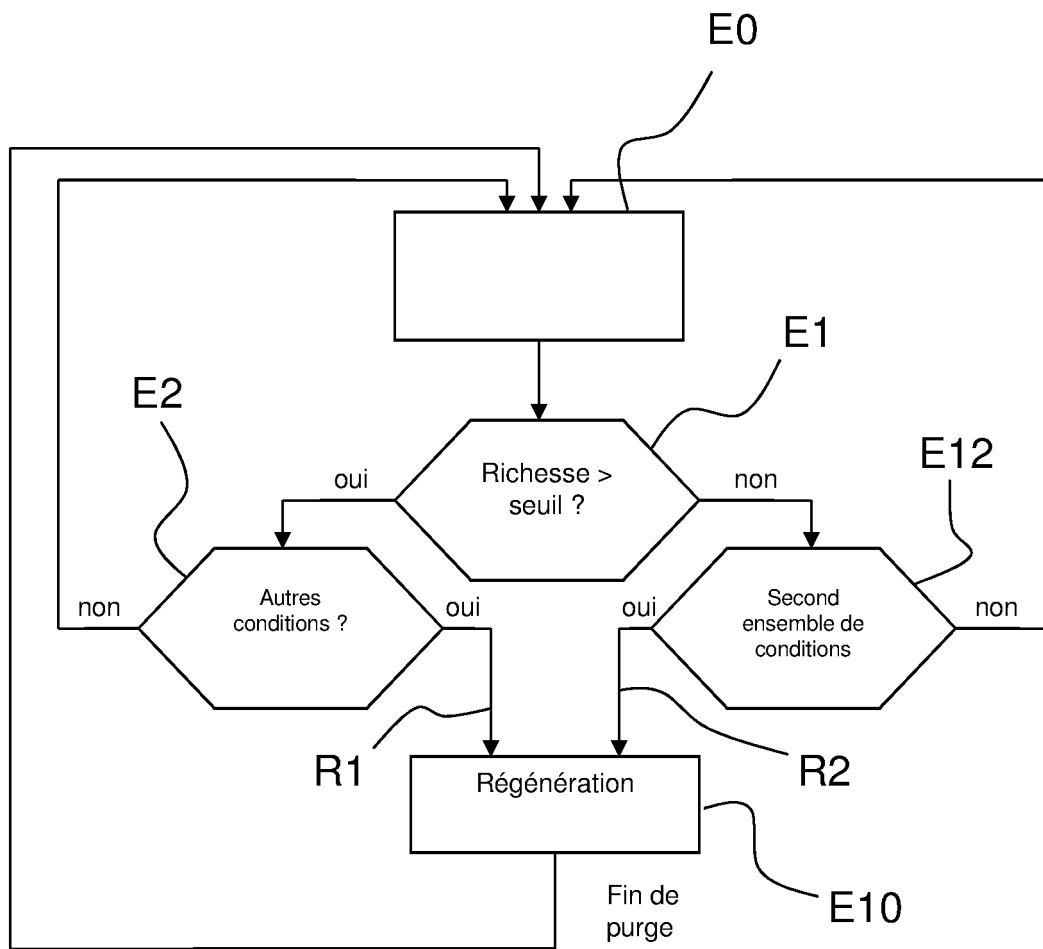 E0
E1
E2
E12
oui
Richesse >
seuil ?
non
non
Autres
conditions ?
oui
oui
Second
ensemble de
conditions
non
R1
Régénération
R2
Fin de
purge
E10